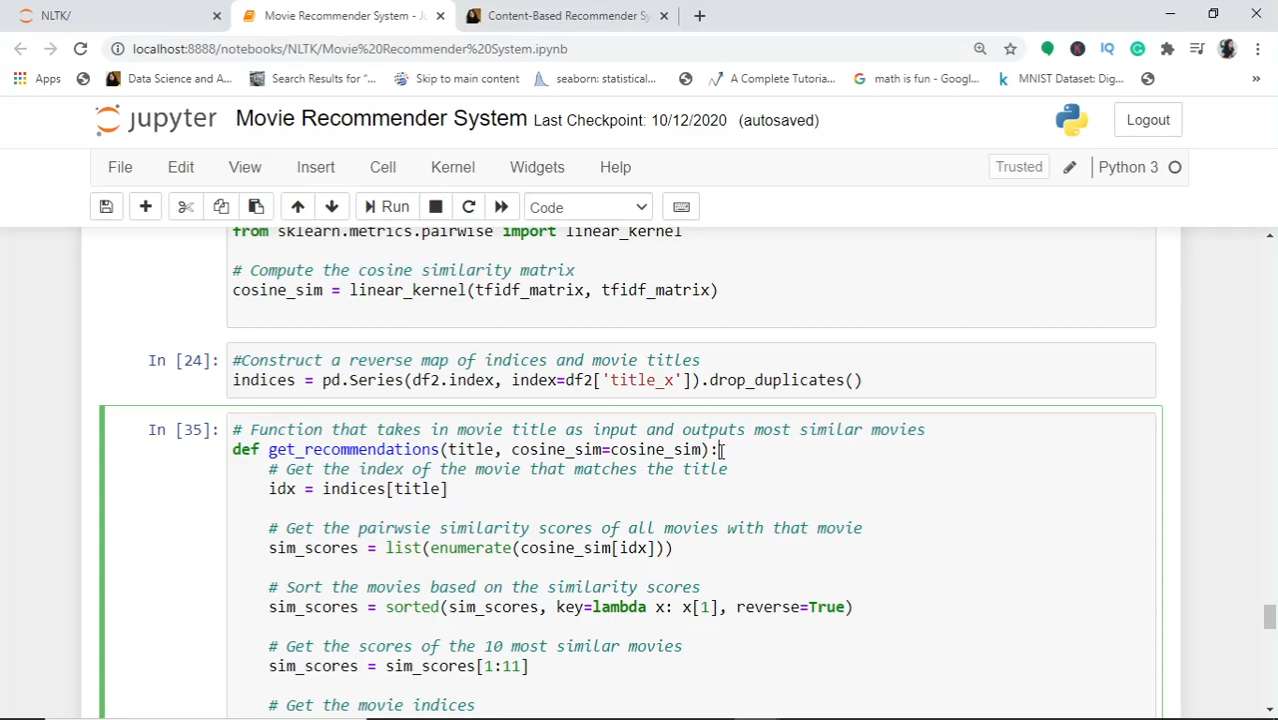 NLTK/
Movie Recommender System - Ju
Content-Based Recommender Sy
localhost:8888/notebooks/NLTK/Movie%20Recommender%20System.ipynb
Apps
Data Science and A...
Search Results for "...
Skip to main content
seaborn: statistical...
A Complete Tutoria...
math is fun - Googl...
MNIST Dataset: Dig...
»
jupyter
Movie Recommender System Last Checkpoint: 10/12/2020 (autosaved)
Logout
File Edit View Insert Cell Kernel Widgets Help
Trusted
Python 3
Run
Code
from sklearn.metrics.pairwise import linear_kernel
# Compute the cosine similarity matrix
cosine_sim = linear_kernel(tfidf_matrix, tfidf_matrix)
In [24]:
#Construct a reverse map of indices and movie titles
indices = pd.Series(df2.index, index=df2['title_x']).drop_duplicates()
In [35]:
# Function that takes in movie title as input and outputs most similar movies
def get_recommendations(title, cosine_sim=cosine_sim):
# Get the index of the movie that matches the title
idx = indices[title]
# Get the pairwsie similarity scores of all movies with that movie
sim_scores = list(enumerate(cosine_sim[idx]))
# Sort the movies based on the similarity scores
sim_scores = sorted(sim_scores, key=lambda x: x[1], reverse=True)
# Get the scores of the 10 most similar movies
sim_scores = sim_scores[1:11]
# Get the movie indices